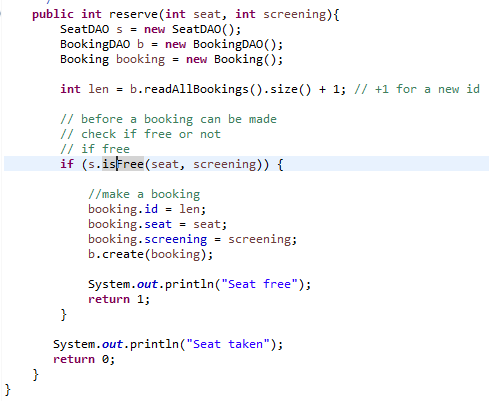 public int reserve(int seat, int screening){
SeatDAO s = new SeatDAO();
BookingDAO b = new BookingDAO();
Booking booking = new Booking();
int len = b.readAllBookings().size() + 1; // +1 for a new id
// before a booking can be made
// check if free or not
// if free
if (s.isFree(seat, screening)) {
//make a booking
booking.id = len;
booking.seat = seat;
booking.screening = screening;
b.create(booking);
System.out.println("Seat free");
return 1;
}
System.out.println("Seat taken");
return 0;
}
}